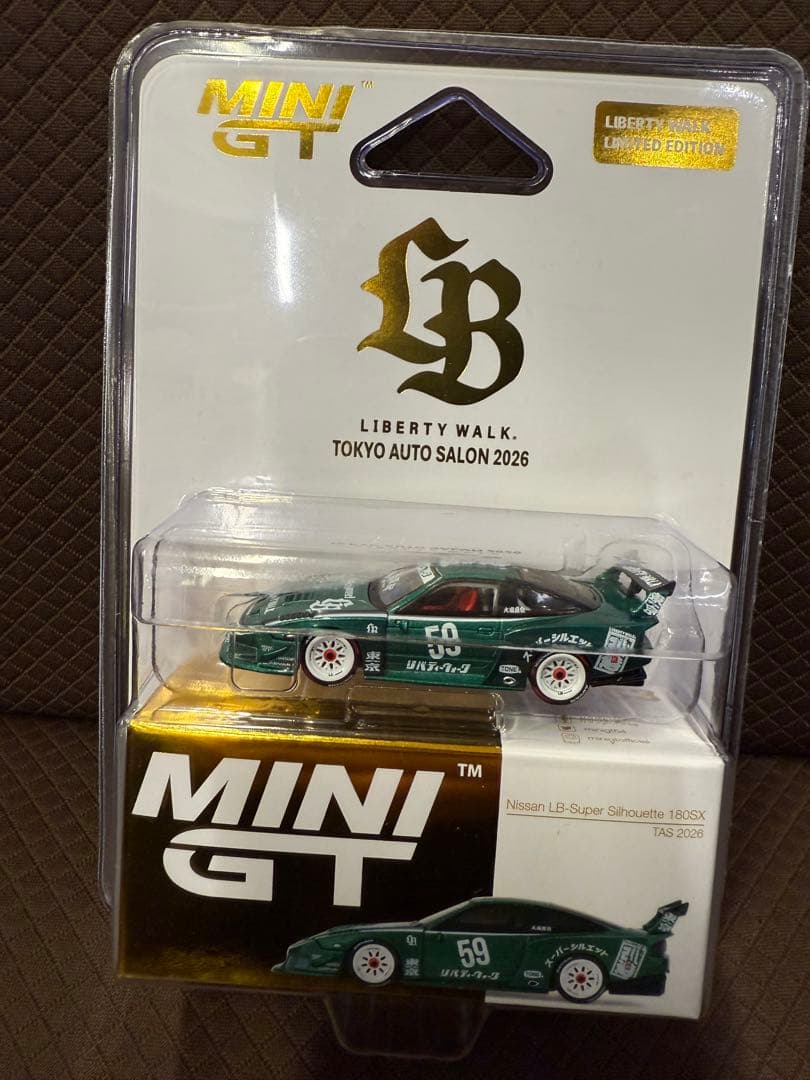 MINI GT™
LIBERTY WALK
LIMITED EDITION
LB
LIBERTY WALK.
TOKYO AUTO SALON 2026
59
東京
リバティーウォーク
スーパーシルエット
MINI GT™
minigtofficial
Nissan LB-Super Silhouette 180SX
TAS 2026
59
東京
リバティーウォーク
スーパーシルエット